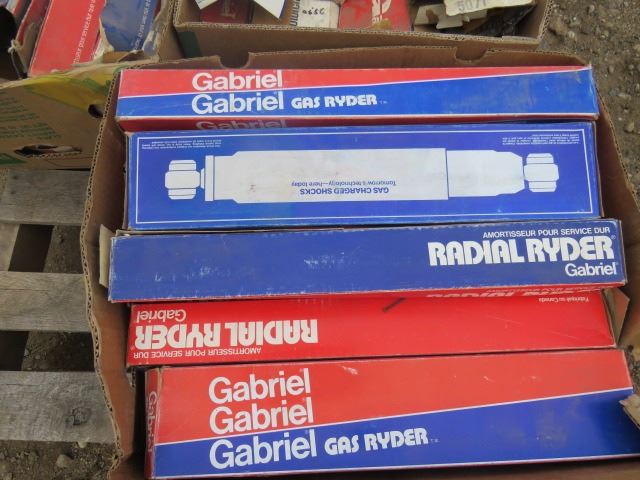 5071
Gabriel
Gabriel GAS RYDER T.M.
GAS CHARGED SHOCKS
Tomorrow's technology—here today
AMORTISSEUR POUR SERVICE DUR
RADIAL RYDER®
Gabriel®
Fabriqué au Canada
RADIAL RYDER
Gabriel
AMORTISSEUR POUR SERVICE DUR
Gabriel
Gabriel
Gabriel GAS RYDER T.M.